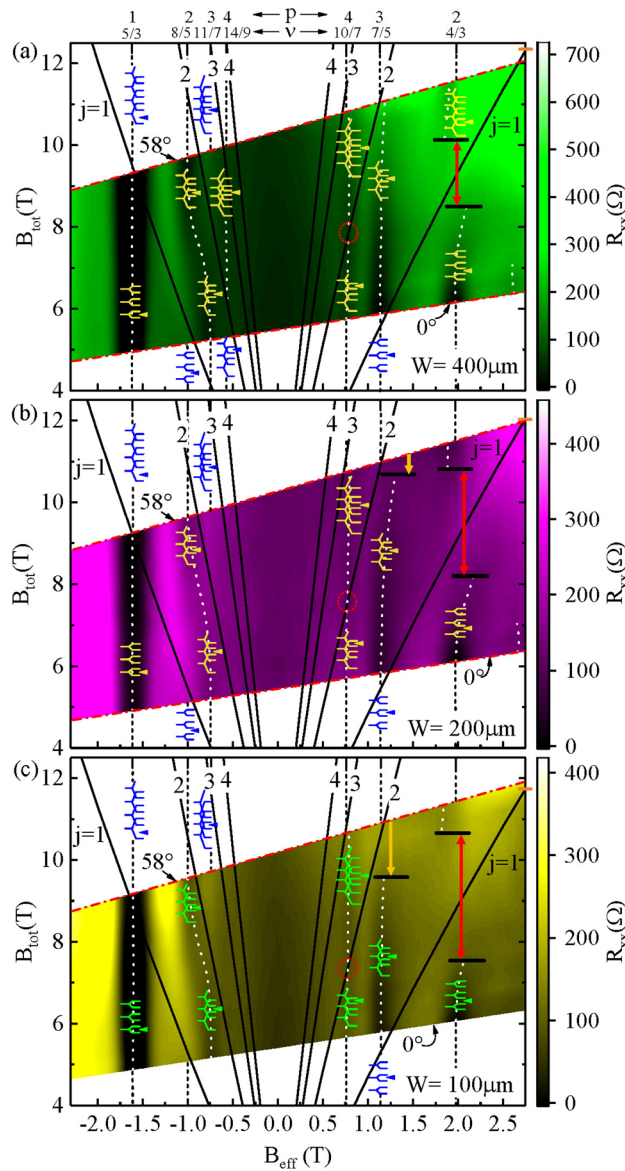 1 2 3 4 p 4 3 2
5/3 8/5 11/7 14/9 ν 10/7 7/5 4/3
(a)
12
10
8
6
4
B_tot(T)
j=1
2 3 4 4 3 2
j=1
58°
0°
W= 400μm
700
600
500
400
300
200
100
0
R_xx(Ω)
(b)
12
10
8
6
4
B_tot(T)
j=1
2 3 4 4 3 2
j=1
58°
0°
W= 200μm
400
300
200
100
0
R_xx(Ω)
(c)
12
10
8
6
4
B_tot(T)
j=1
2 3 4 4 3 2
j=1
58°
0°
W= 100μm
400
300
200
100
0
R_xx(Ω)
-2.0 -1.5 -1.0 -0.5 0.0 0.5 1.0 1.5 2.0 2.5
B_eff (T)